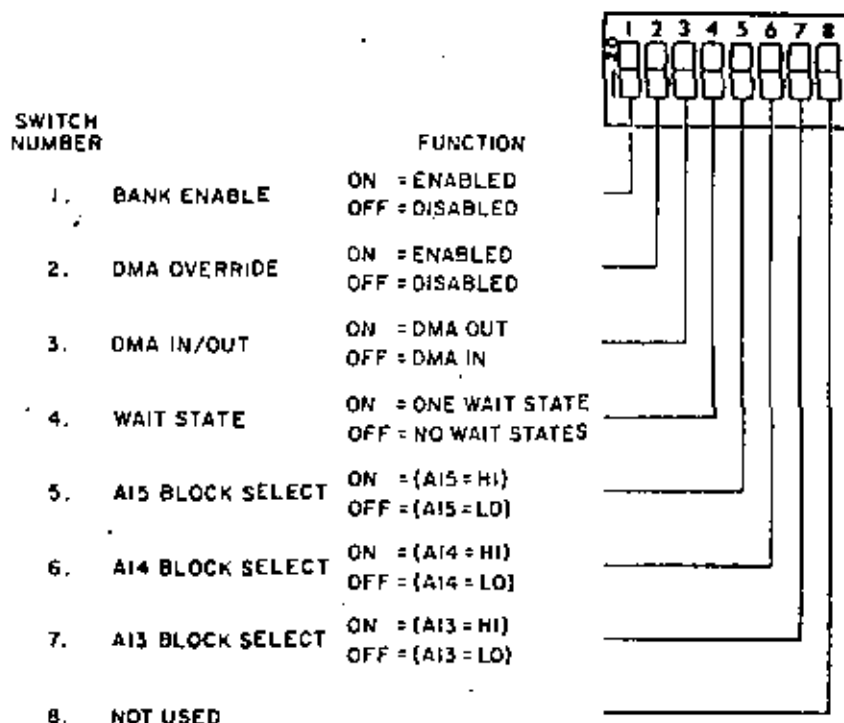 1 2 3 4 5 6 7 8
SWITCH NUMBER FUNCTION
1. BANK ENABLE ON = ENABLED
OFF = DISABLED
2. DMA OVERRIDE ON = ENABLED
OFF = DISABLED
3. DMA IN/OUT ON = DMA OUT
OFF = DMA IN
4. WAIT STATE ON = ONE WAIT STATE
OFF = NO WAIT STATES
5. A15 BLOCK SELECT ON = (A15 = HI)
OFF = (A15 = LO)
6. A14 BLOCK SELECT ON = (A14 = HI)
OFF = (A14 = LO)
7. A13 BLOCK SELECT ON = (A13 = HI)
OFF = (A13 = LO)
8. NOT USED